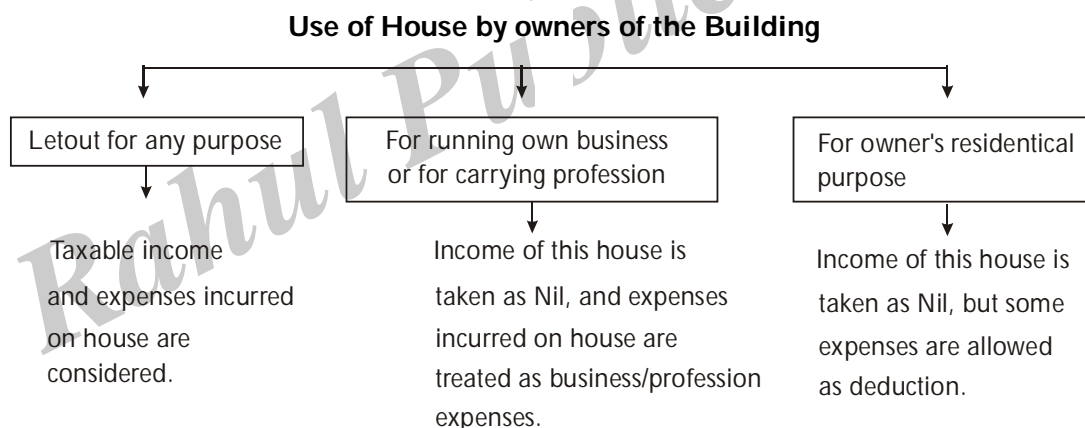 Use of House by owners of the Building
Letout for any purpose
Taxable income
and expenses incurred
on house are
considered.
For running own business
or for carrying profession
Income of this house is
taken as Nil, and expenses
incurred on house are
treated as business/profession
expenses.
For owner's residentical
purpose
Income of this house is
taken as Nil, but some
expenses are allowed
as deduction.
Rahul